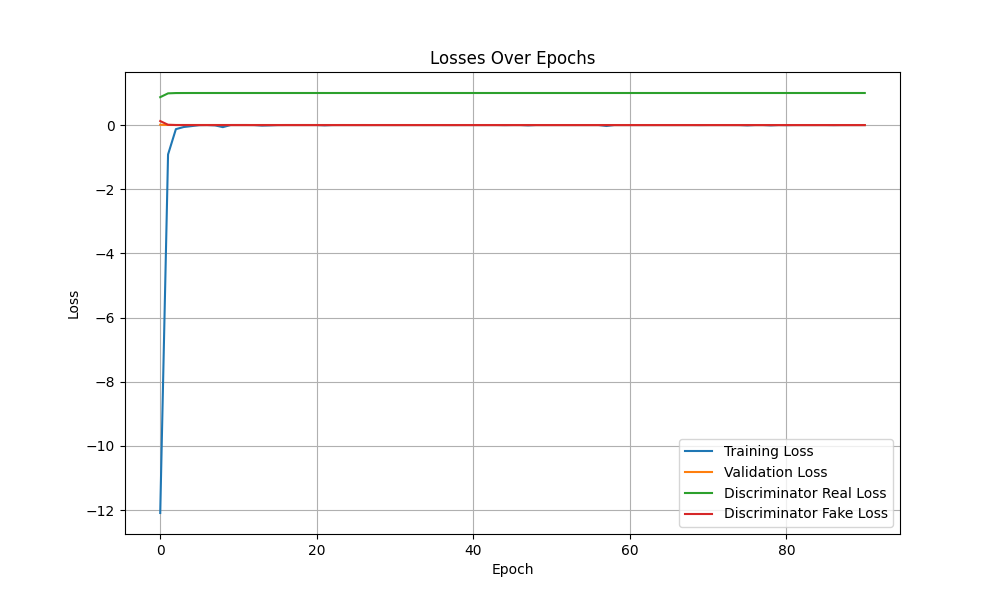 Losses Over Epochs
Loss
0
−2
−4
−6
−8
−10
−12
0 20 40 60 80
Epoch
Training Loss
Validation Loss
Discriminator Real Loss
Discriminator Fake Loss